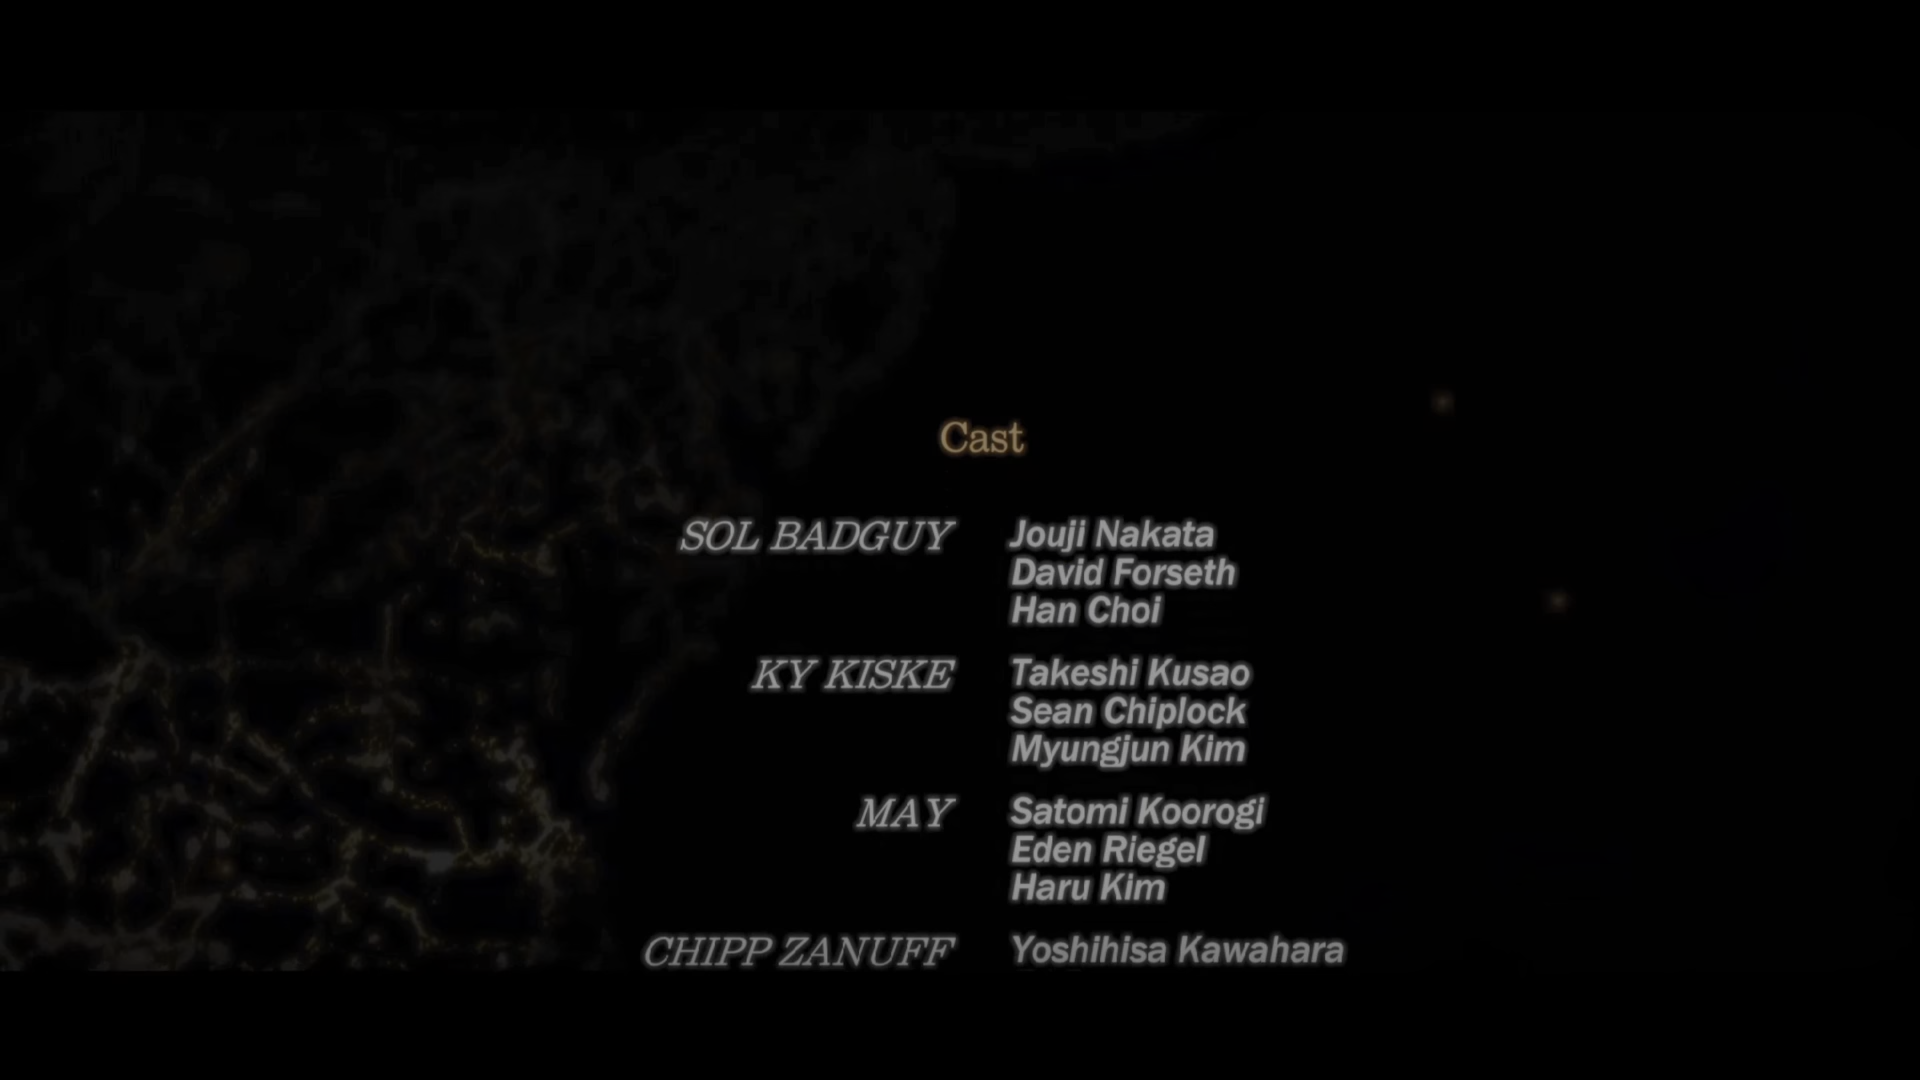 Cast
SOL BADGUY Jouji Nakata
David Forseth
Han Choi
KY KISKE Takeshi Kusao
Sean Chiplock
Myungjun Kim
MAY Satomi Koorogi
Eden Riegel
Haru Kim
CHIPP ZANUFF Yoshihisa Kawahara